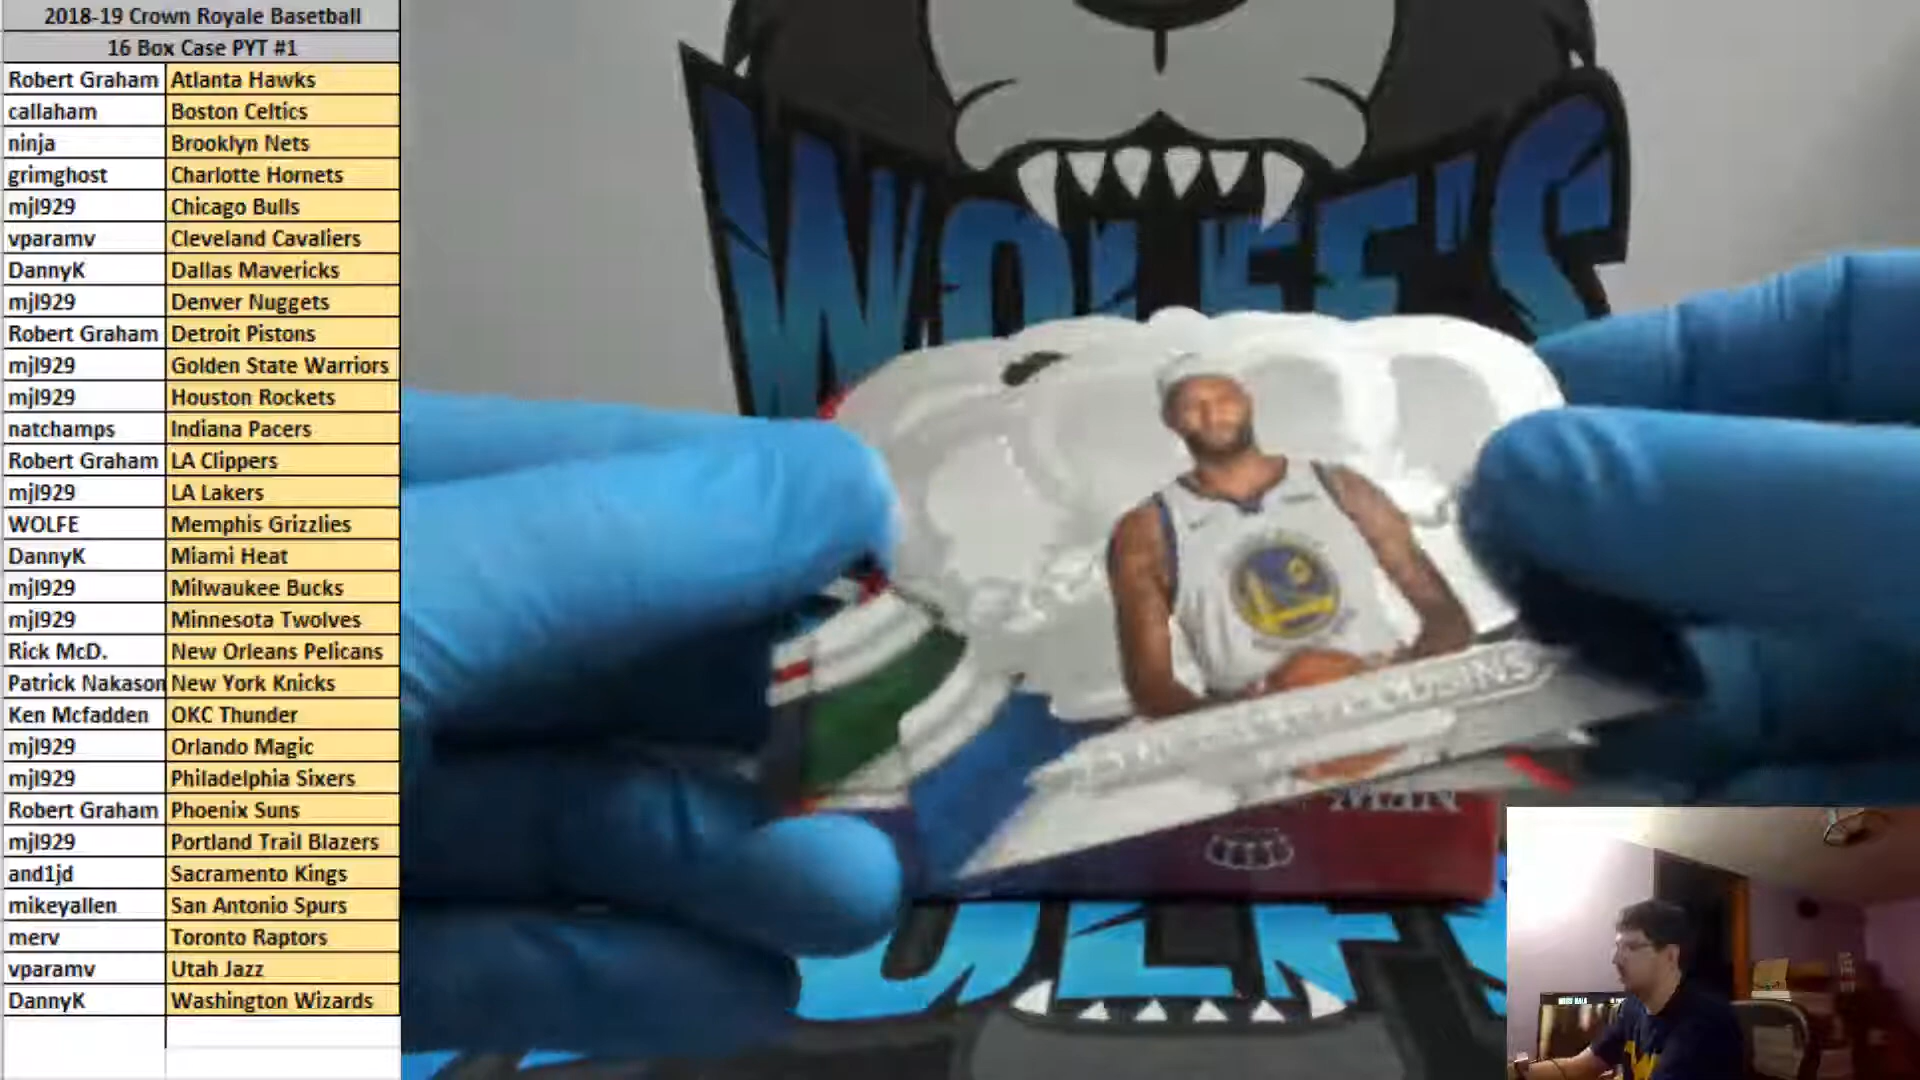 2018-19 Crown Royale Basetball
16 Box Case PYT #1
Robert Graham Atlanta Hawks
callaham Boston Celtics
ninja Brooklyn Nets
grimghost Charlotte Hornets
mjl929 Chicago Bulls
vparamv Cleveland Cavaliers
DannyK Dallas Mavericks
mjl929 Denver Nuggets
Robert Graham Detroit Pistons
mjl929 Golden State Warriors
mjl929 Houston Rockets
natchamps Indiana Pacers
Robert Graham LA Clippers
mjl929 LA Lakers
WOLFE Memphis Grizzlies
DannyK Miami Heat
mjl929 Milwaukee Bucks
mjl929 Minnesota Twolves
Rick McD. New Orleans Pelicans
Patrick Nakason New York Knicks
Ken Mcfadden OKC Thunder
mjl929 Orlando Magic
mjl929 Philadelphia Sixers
Robert Graham Phoenix Suns
mjl929 Portland Trail Blazers
and1jd Sacramento Kings
mikeyallen San Antonio Spurs
merv Toronto Raptors
vparamv Utah Jazz
DannyK Washington Wizards
WOLFE'S
COUSINS